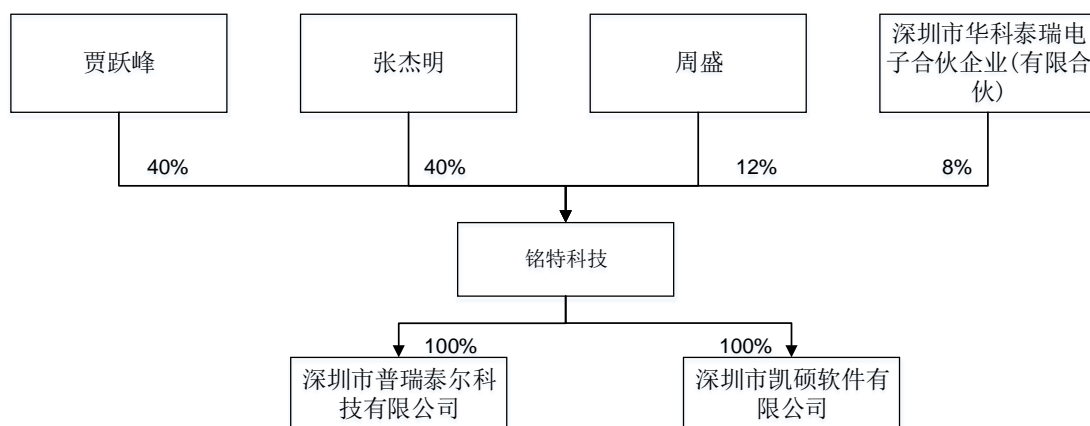 贾跃峰
张杰明
周盛
深圳市华科泰瑞电
子合伙企业(有限合
伙)
40%
40%
12%
8%
铭特科技
100%
100%
深圳市普瑞泰尔科
技有限公司
深圳市凯硕软件有
限公司